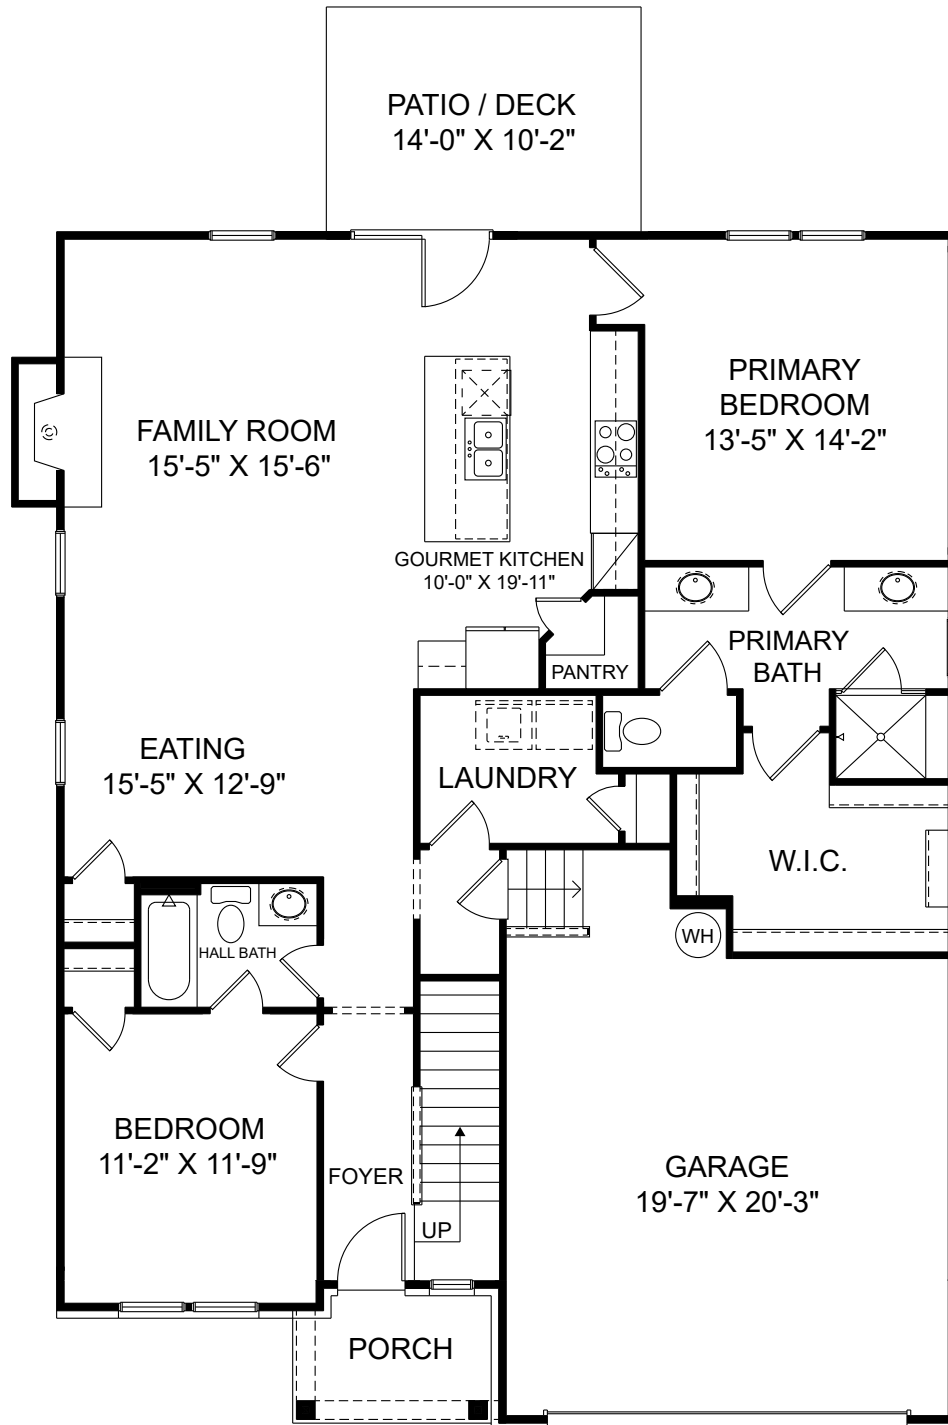 PATIO / DECK
14'-0" X 10'-2"
PRIMARY
BEDROOM
13'-5" X 14'-2"
FAMILY ROOM
15'-5" X 15'-6"
GOURMET KITCHEN
10'-0" X 19'-11"
PRIMARY
BATH
PANTRY
EATING
15'-5" X 12'-9"
LAUNDRY
W.I.C.
WH
HALL BATH
BEDROOM
11'-2" X 11'-9"
FOYER
GARAGE
19'-7" X 20'-3"
UP
PORCH